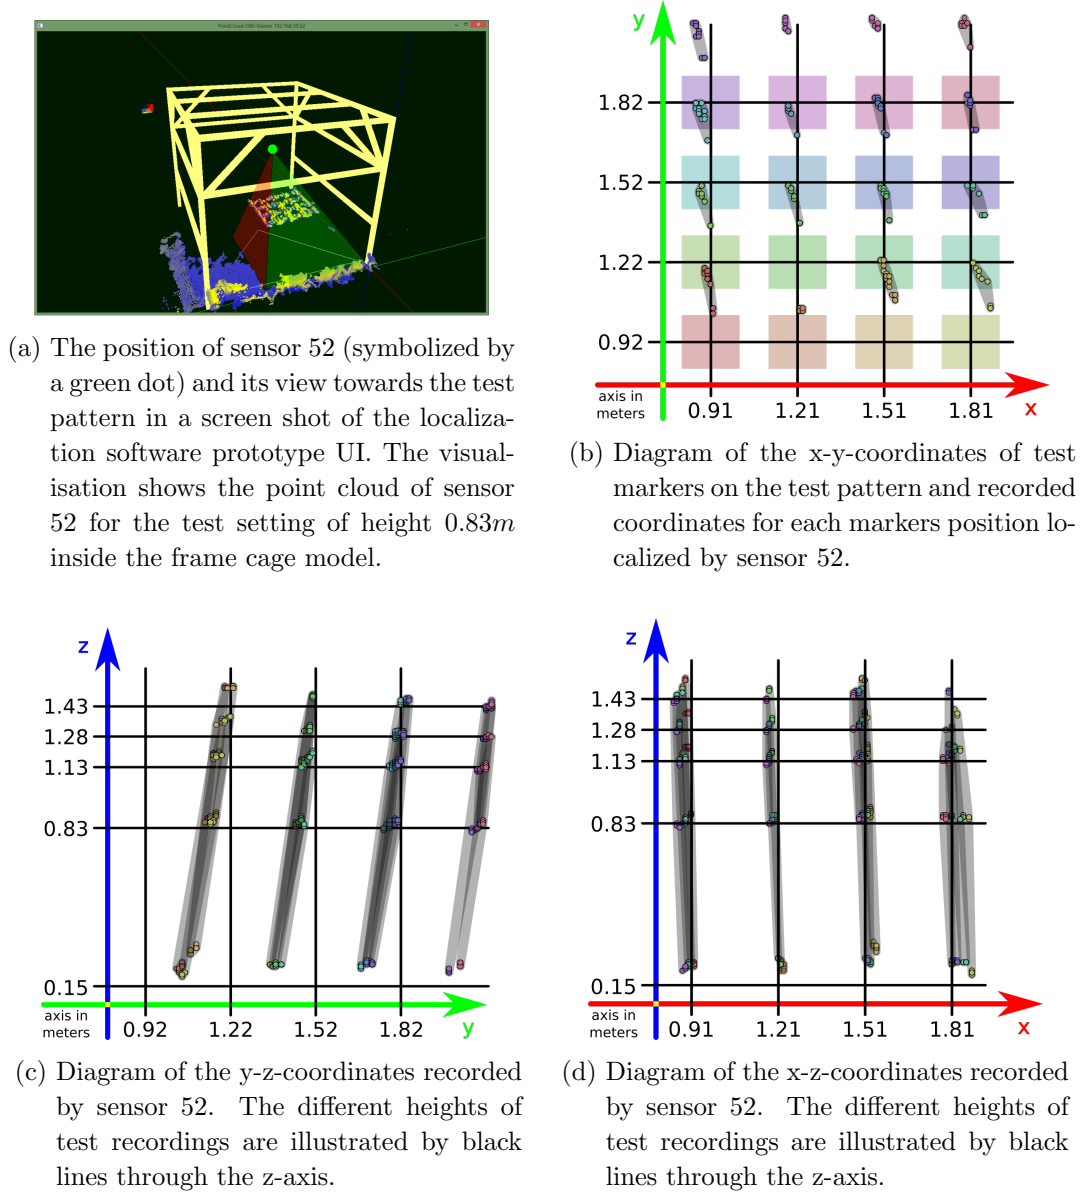 PointCloud-OBS-Viewer 192.168.10.52
(a) The position of sensor 52 (symbolized by
a green dot) and its view towards the test
pattern in a screen shot of the localiza-
tion software prototype UI. The visual-
isation shows the point cloud of sensor
52 for the test setting of height 0.83m
inside the frame cage model.
y
1.82
1.52
1.22
0.92
axis in
meters
0.91 1.21 1.51 1.81
x
(b) Diagram of the x-y-coordinates of test
markers on the test pattern and recorded
coordinates for each markers position lo-
calized by sensor 52.
z
1.43
1.28
1.13
0.83
0.15
axis in
meters
0.92 1.22 1.52 1.82
y
(c) Diagram of the y-z-coordinates recorded
by sensor 52. The different heights of
test recordings are illustrated by black
lines through the z-axis.
z
1.43
1.28
1.13
0.83
0.15
axis in
meters
0.91 1.21 1.51 1.81
x
(d) Diagram of the x-z-coordinates recorded
by sensor 52. The different heights of
test recordings are illustrated by black
lines through the z-axis.